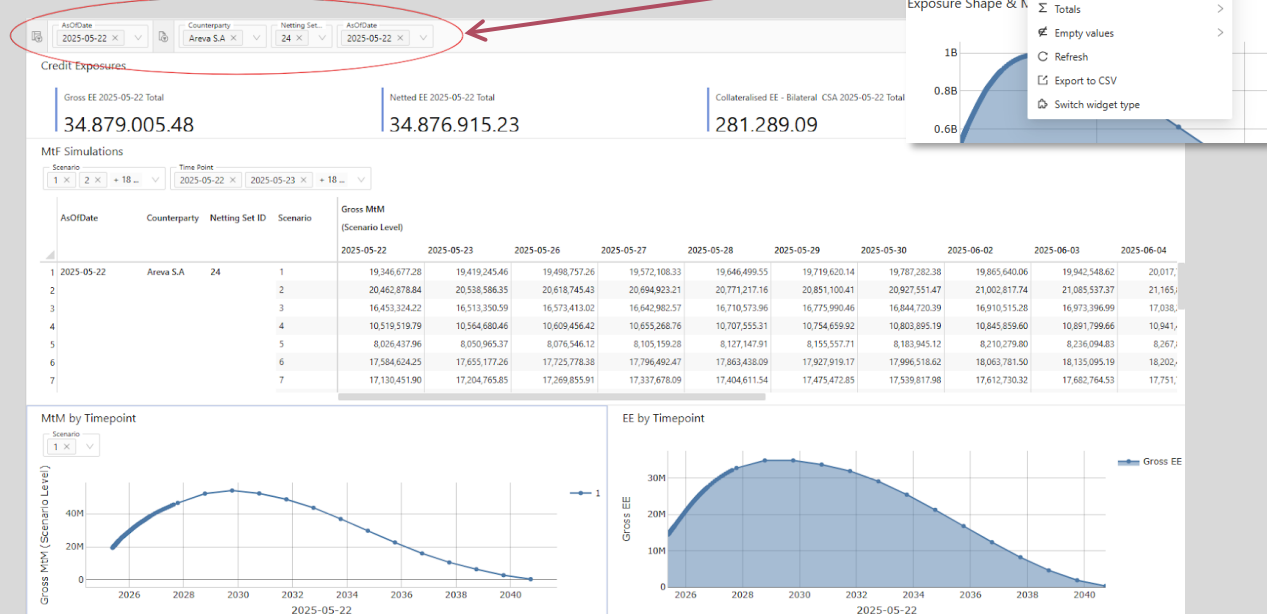 AsOfDate
2025-05-22
Counterparty
Areva S.A
Netting Set...
24
AsOfDate
2025-05-22
Credit Exposures
Gross EE 2025-05-22 Total
34.879.005.48
Netted EE 2025-05-22 Total
34.876.915.23
Collateralised EE - Bilateral CSA 2025-05-22 Total
281.289.09
Exposure Shape & M
1B
0.8B
0.6B
Totals
Empty values
Refresh
Export to CSV
Switch widget type
MtF Simulations
Scenario
1 2 + 18 ...
Time Point
2025-05-22 2025-05-23 + 18 ...
AsOfDate Counterparty Netting Set ID Scenario
Gross MtM
(Scenario Level)
2025-05-22 2025-05-23 2025-05-26 2025-05-27 2025-05-28 2025-05-29 2025-05-30 2025-06-02 2025-06-03 2025-06-04
1 2025-05-22 Areva S.A 24 1 19,346,677.28 19,419,245.46 19,498,757.26 19,572,108.33 19,646,499.55 19,719,620.14 19,787,282.38 19,865,640.06 19,942,548.62 20,017,
2 2 20,462,878.84 20,538,586.35 20,618,745.43 20,694,923.21 20,771,217.16 20,851,100.41 20,927,551.47 21,002,817.74 21,085,537.37 21,165,
3 3 16,453,324.22 16,513,350.59 16,573,413.02 16,642,982.57 16,710,573.96 16,775,990.46 16,844,720.39 16,910,515.28 16,973,396.99 17,038,
4 4 10,519,519.79 10,564,680.46 10,609,456.42 10,655,268.76 10,707,555.31 10,754,659.92 10,803,895.19 10,845,859.60 10,891,799.66 10,941,
5 5 8,026,437.96 8,050,965.37 8,076,546.12 8,105,159.28 8,127,147.91 8,155,557.71 8,183,945.12 8,210,279.80 8,236,094.83 8,267,
6 6 17,584,624.25 17,655,177.26 17,725,778.38 17,796,492.47 17,863,438.09 17,927,919.17 17,996,518.62 18,063,781.50 18,135,095.19 18,202,
7 7 17,130,451.90 17,204,765.85 17,269,855.91 17,337,678.09 17,404,611.54 17,475,472.85 17,539,817.98 17,612,730.32 17,682,764.53 17,751,
MtM by Timepoint
Scenario
1
Gross MtM (Scenario Level)
40M
20M
0
2026 2028 2030 2032 2034 2036 2038 2040
2025-05-22
1
EE by Timepoint
Gross EE
30M
20M
10M
0
2026 2028 2030 2032 2034 2036 2038 2040
2025-05-22
Gross EE